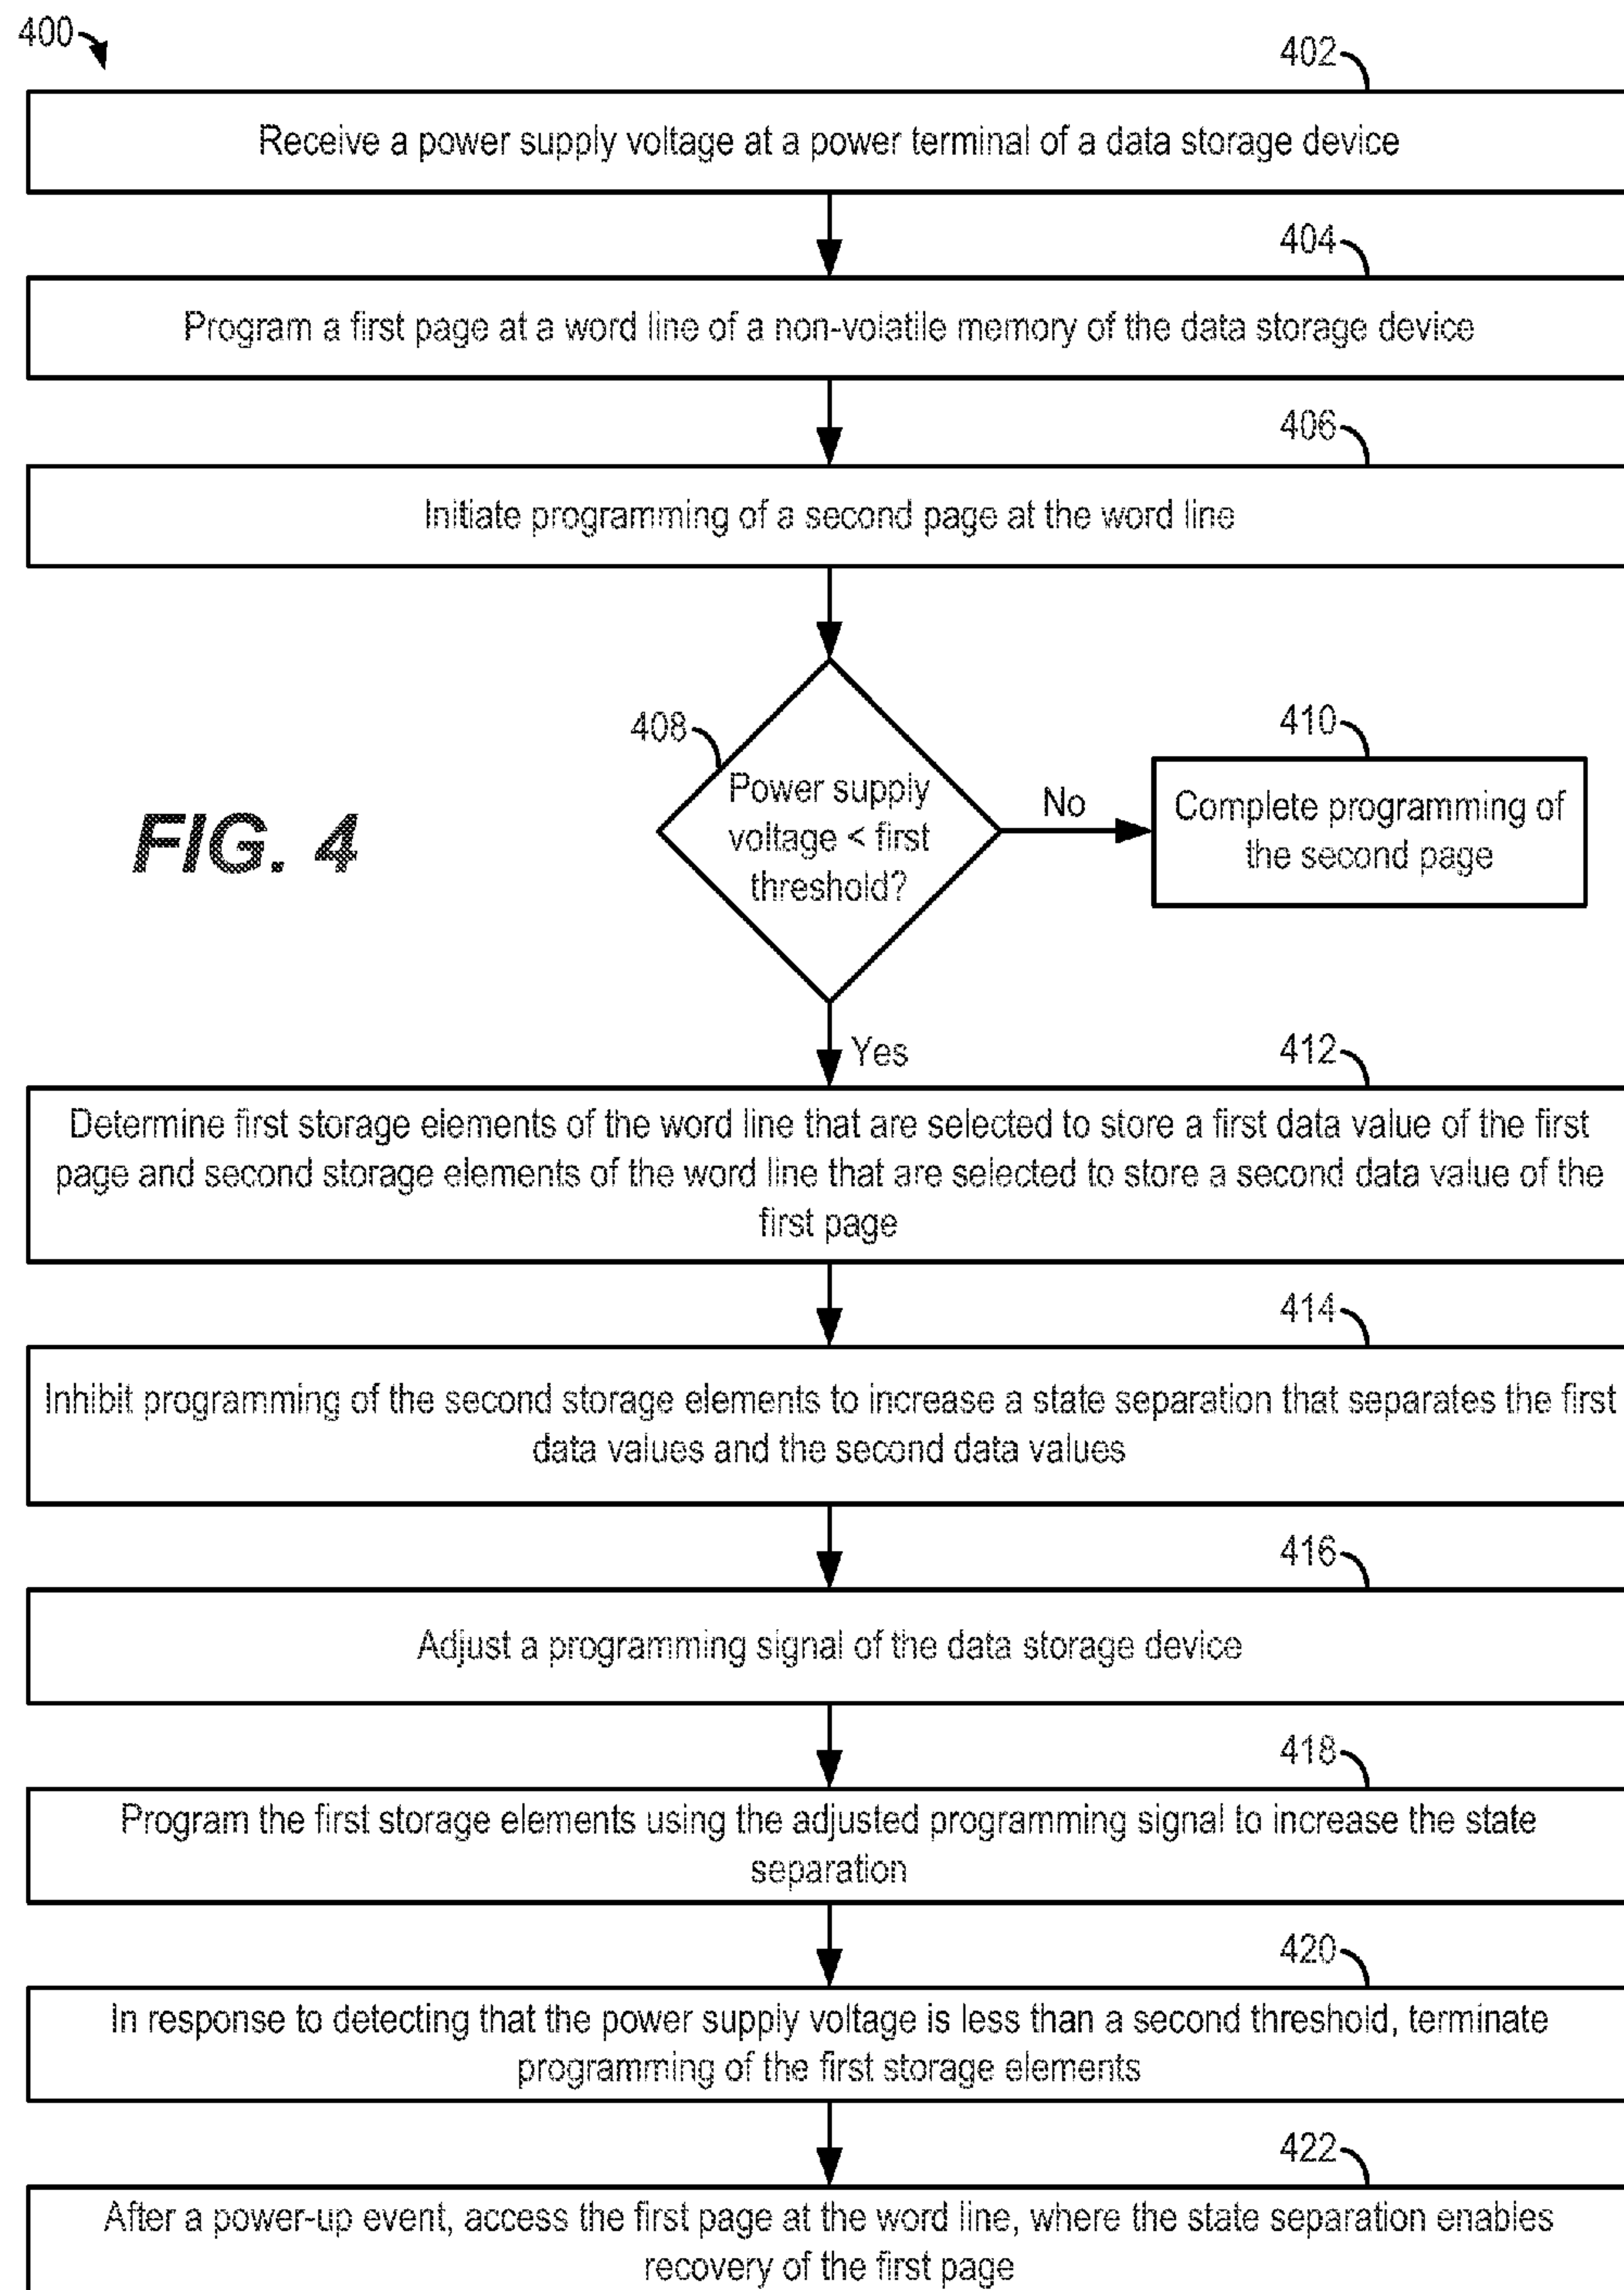 400
402
Receive a power supply voltage at a power terminal of a data storage device
404
Program a first page at a word line of a non-volatile memory of the data storage device
406
Initiate programming of a second page at the word line
408
Power supply
voltage < first
threshold?
No
410
Complete programming of
the second page
FIG. 4
Yes
412
Determine first storage elements of the word line that are selected to store a first data value of the first
page and second storage elements of the word line that are selected to store a second data value of the
first page
414
Inhibit programming of the second storage elements to increase a state separation that separates the first
data values and the second data values
416
Adjust a programming signal of the data storage device
418
Program the first storage elements using the adjusted programming signal to increase the state
separation
420
In response to detecting that the power supply voltage is less than a second threshold, terminate
programming of the first storage elements
422
After a power-up event, access the first page at the word line, where the state separation enables
recovery of the first page